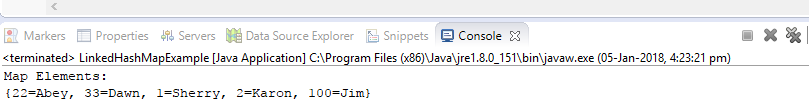 Markers Properties Servers Data Source Explorer Snippets Console
<terminated> LinkedHashMapExample [Java Application] C:\Program Files (x86)\Java\jre1.8.0_151\bin\javaw.exe (05-Jan-2018, 4:23:21 pm)
Map Elements:
{22=Abey, 33=Dawn, 1=Sherry, 2=Karon, 100=Jim}